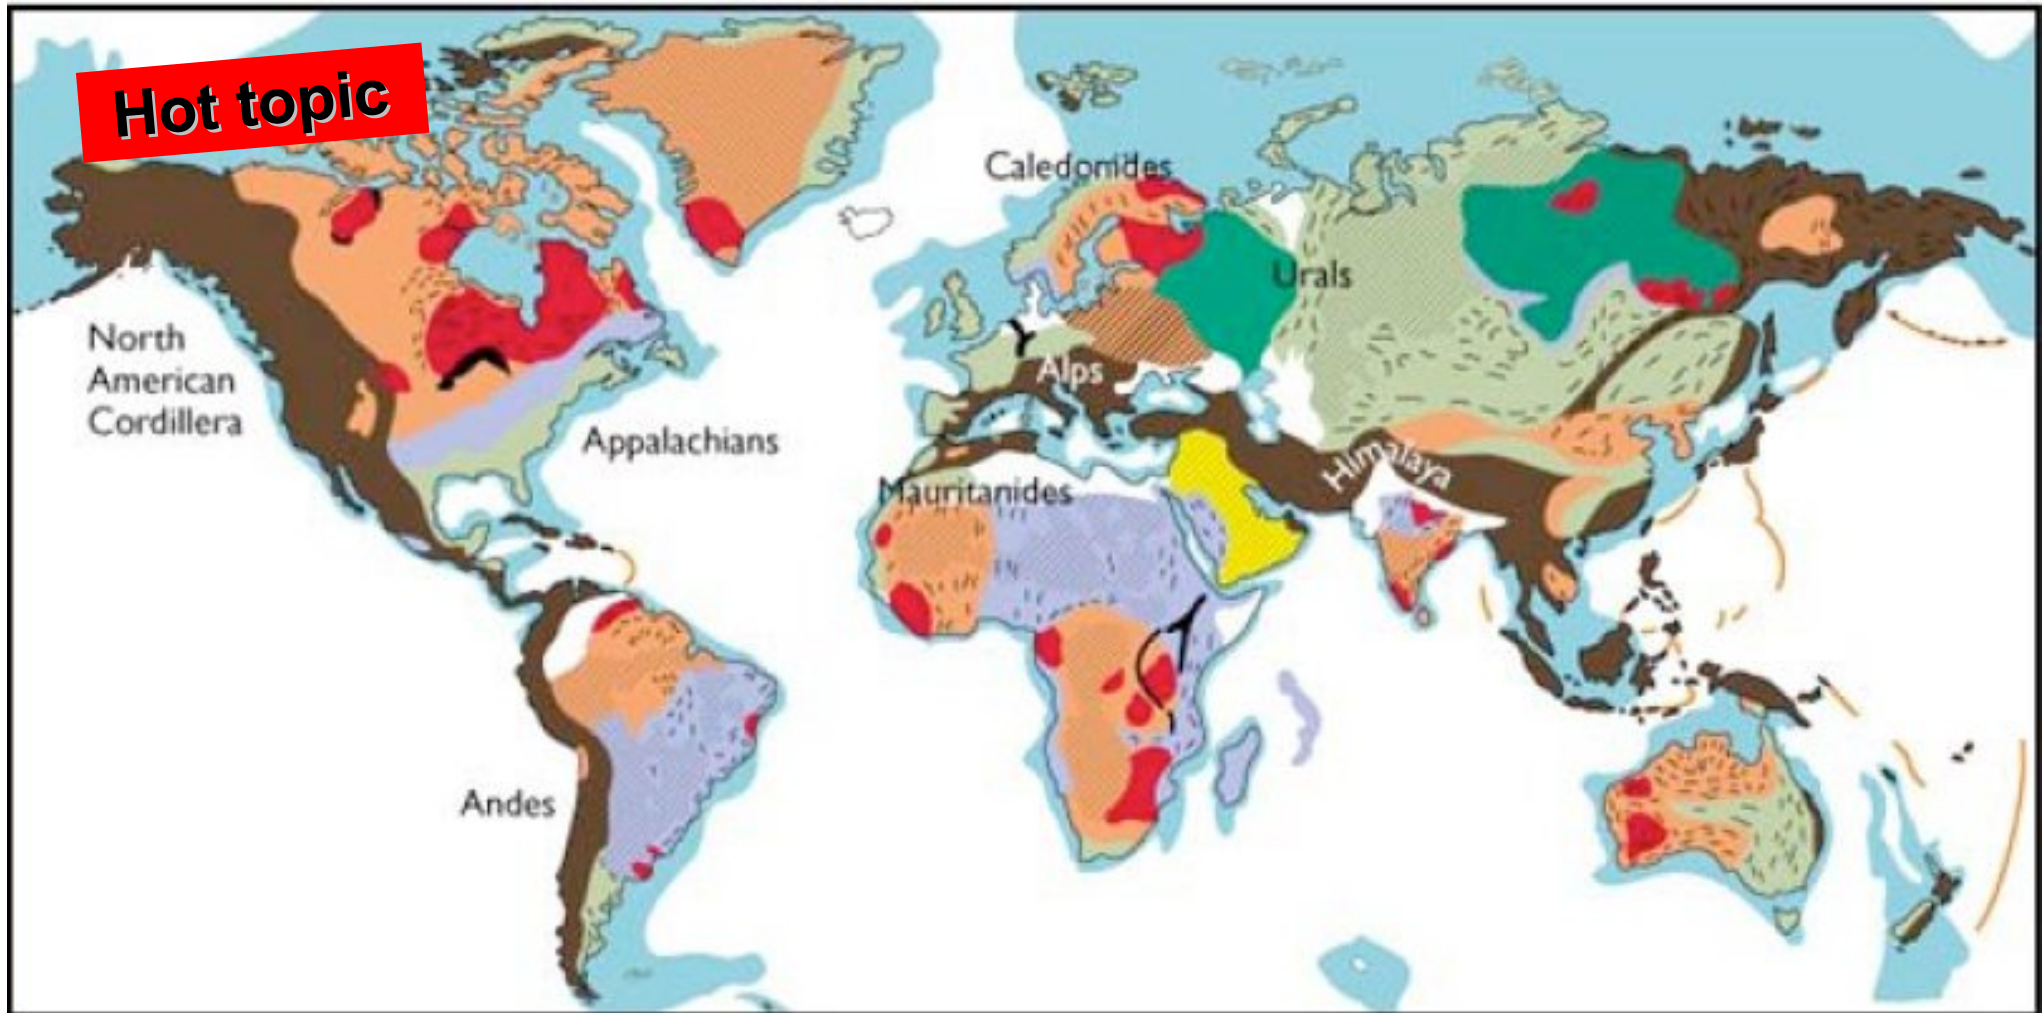 Hot topic
Caledonides
Urals
North
American
Cordillera
Alps
Appalachians
Himalaya
Mauritanides
Andes